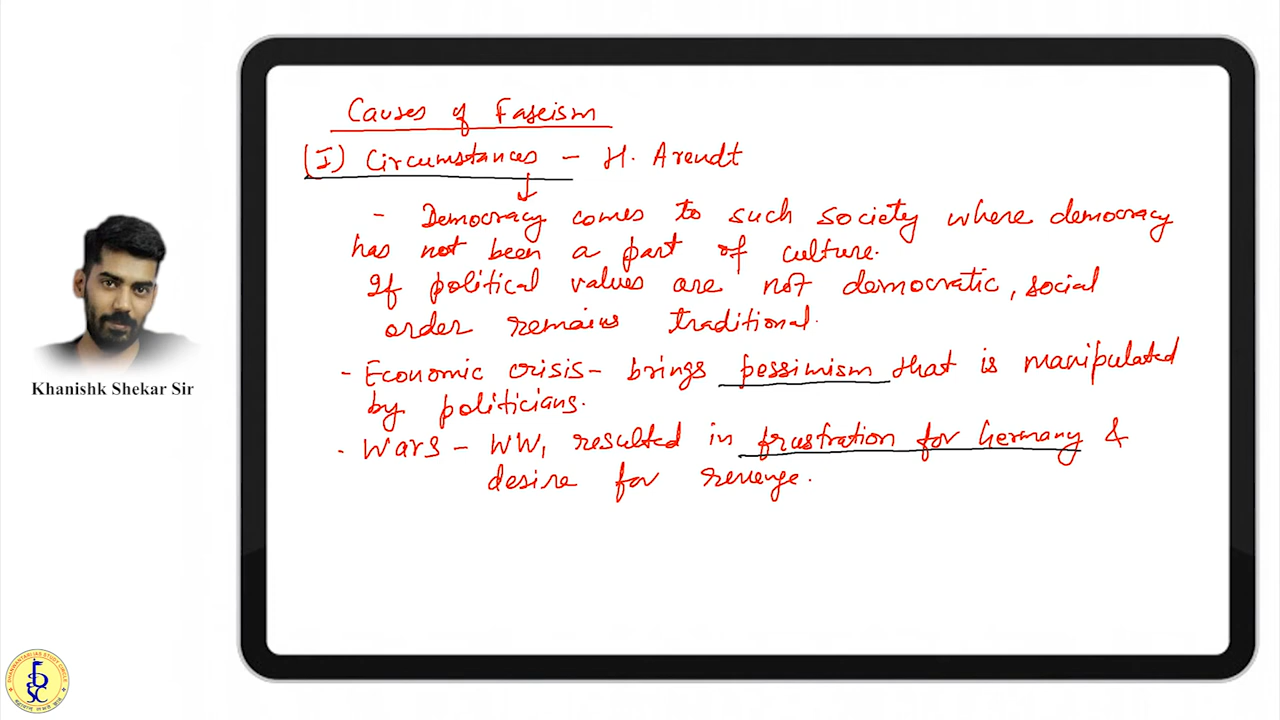 Causes of Fascism
(I) Circumstances - H. Arendt
- Democracy comes to such society where democracy
has not been a part of culture.
If political values are not democratic, social
order remains traditional.
- Economic crisis - brings pessimism that is manipulated
by politicians.
- Wars - WW1 resulted in frustration for Germany &
desire for revenge.
Khanishk Shekar Sir